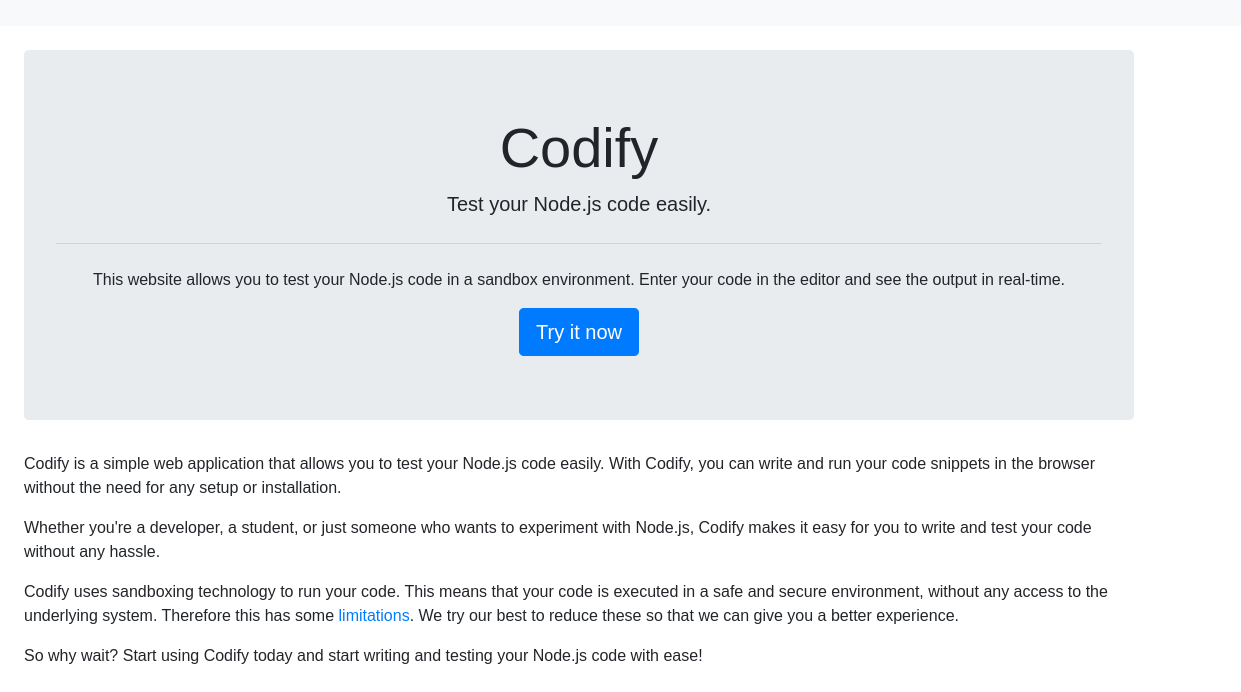 Codify
Test your Node.js code easily.
This website allows you to test your Node.js code in a sandbox environment. Enter your code in the editor and see the output in real-time.
Try it now
Codify is a simple web application that allows you to test your Node.js code easily. With Codify, you can write and run your code snippets in the browser
without the need for any setup or installation.
Whether you're a developer, a student, or just someone who wants to experiment with Node.js, Codify makes it easy for you to write and test your code
without any hassle.
Codify uses sandboxing technology to run your code. This means that your code is executed in a safe and secure environment, without any access to the
underlying system. Therefore this has some limitations. We try our best to reduce these so that we can give you a better experience.
So why wait? Start using Codify today and start writing and testing your Node.js code with ease!